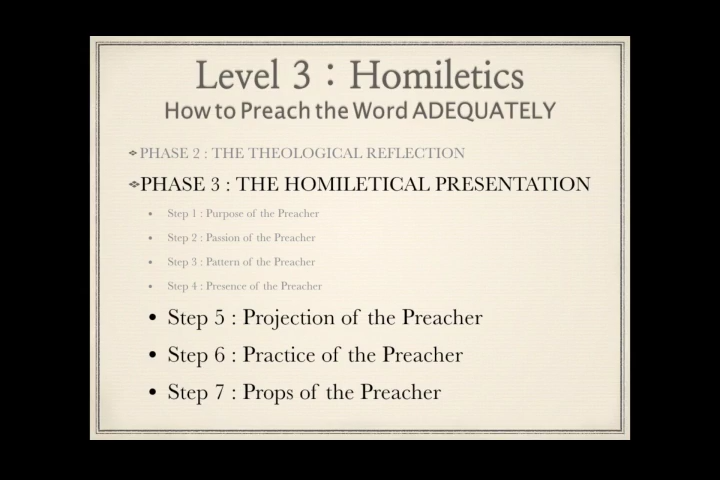 Level 3 : Homiletics
How to Preach the Word ADEQUATELY
PHASE 2 : THE THEOLOGICAL REFLECTION
PHASE 3 : THE HOMILETICAL PRESENTATION
• Step 1 : Purpose of the Preacher
• Step 2 : Passion of the Preacher
• Step 3 : Pattern of the Preacher
• Step 4 : Presence of the Preacher
• Step 5 : Projection of the Preacher
• Step 6 : Practice of the Preacher
• Step 7 : Props of the Preacher